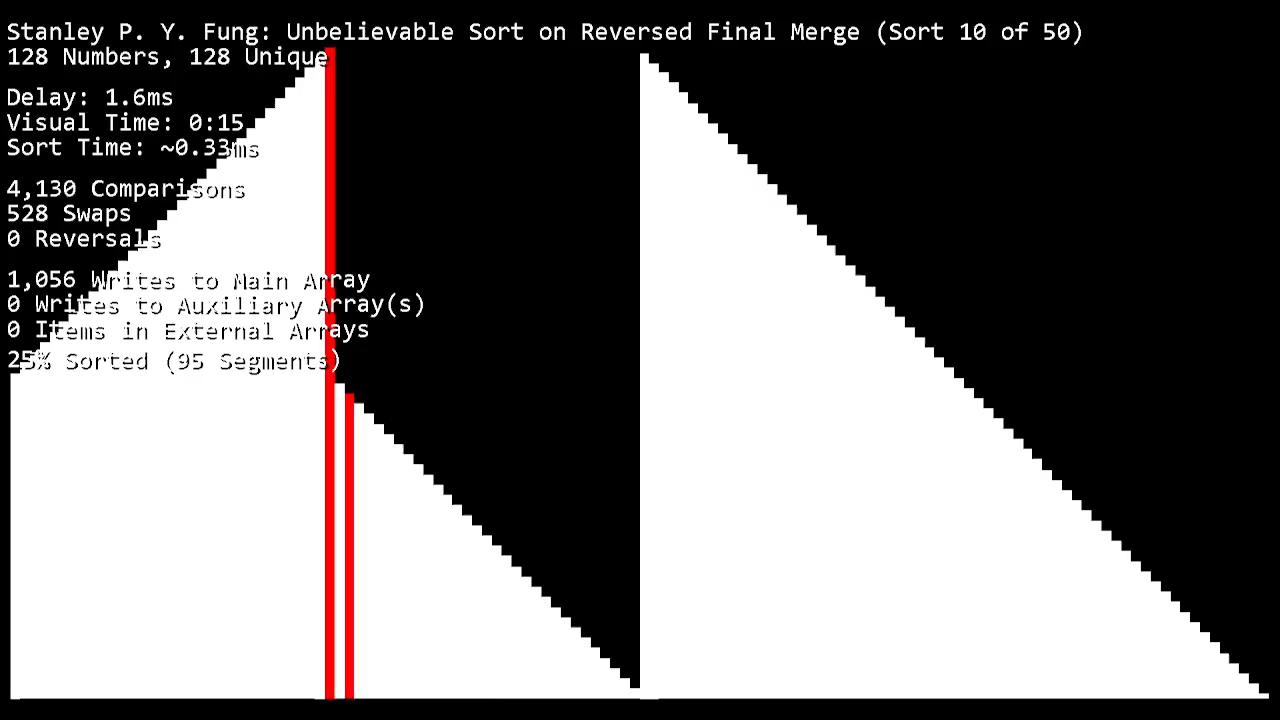 Stanley P. Y. Fung: Unbelievable Sort on Reversed Final Merge (Sort 10 of 50)
128 Numbers, 128 Unique
Delay: 1.6ms
Visual Time: 0:15
Sort Time: ~0.33ms
4,130 Comparisons
528 Swaps
0 Reversals
1,056 Writes to Main Array
0 Writes to Auxiliary Array(s)
0 Items in External Arrays
25% Sorted (95 Segments)